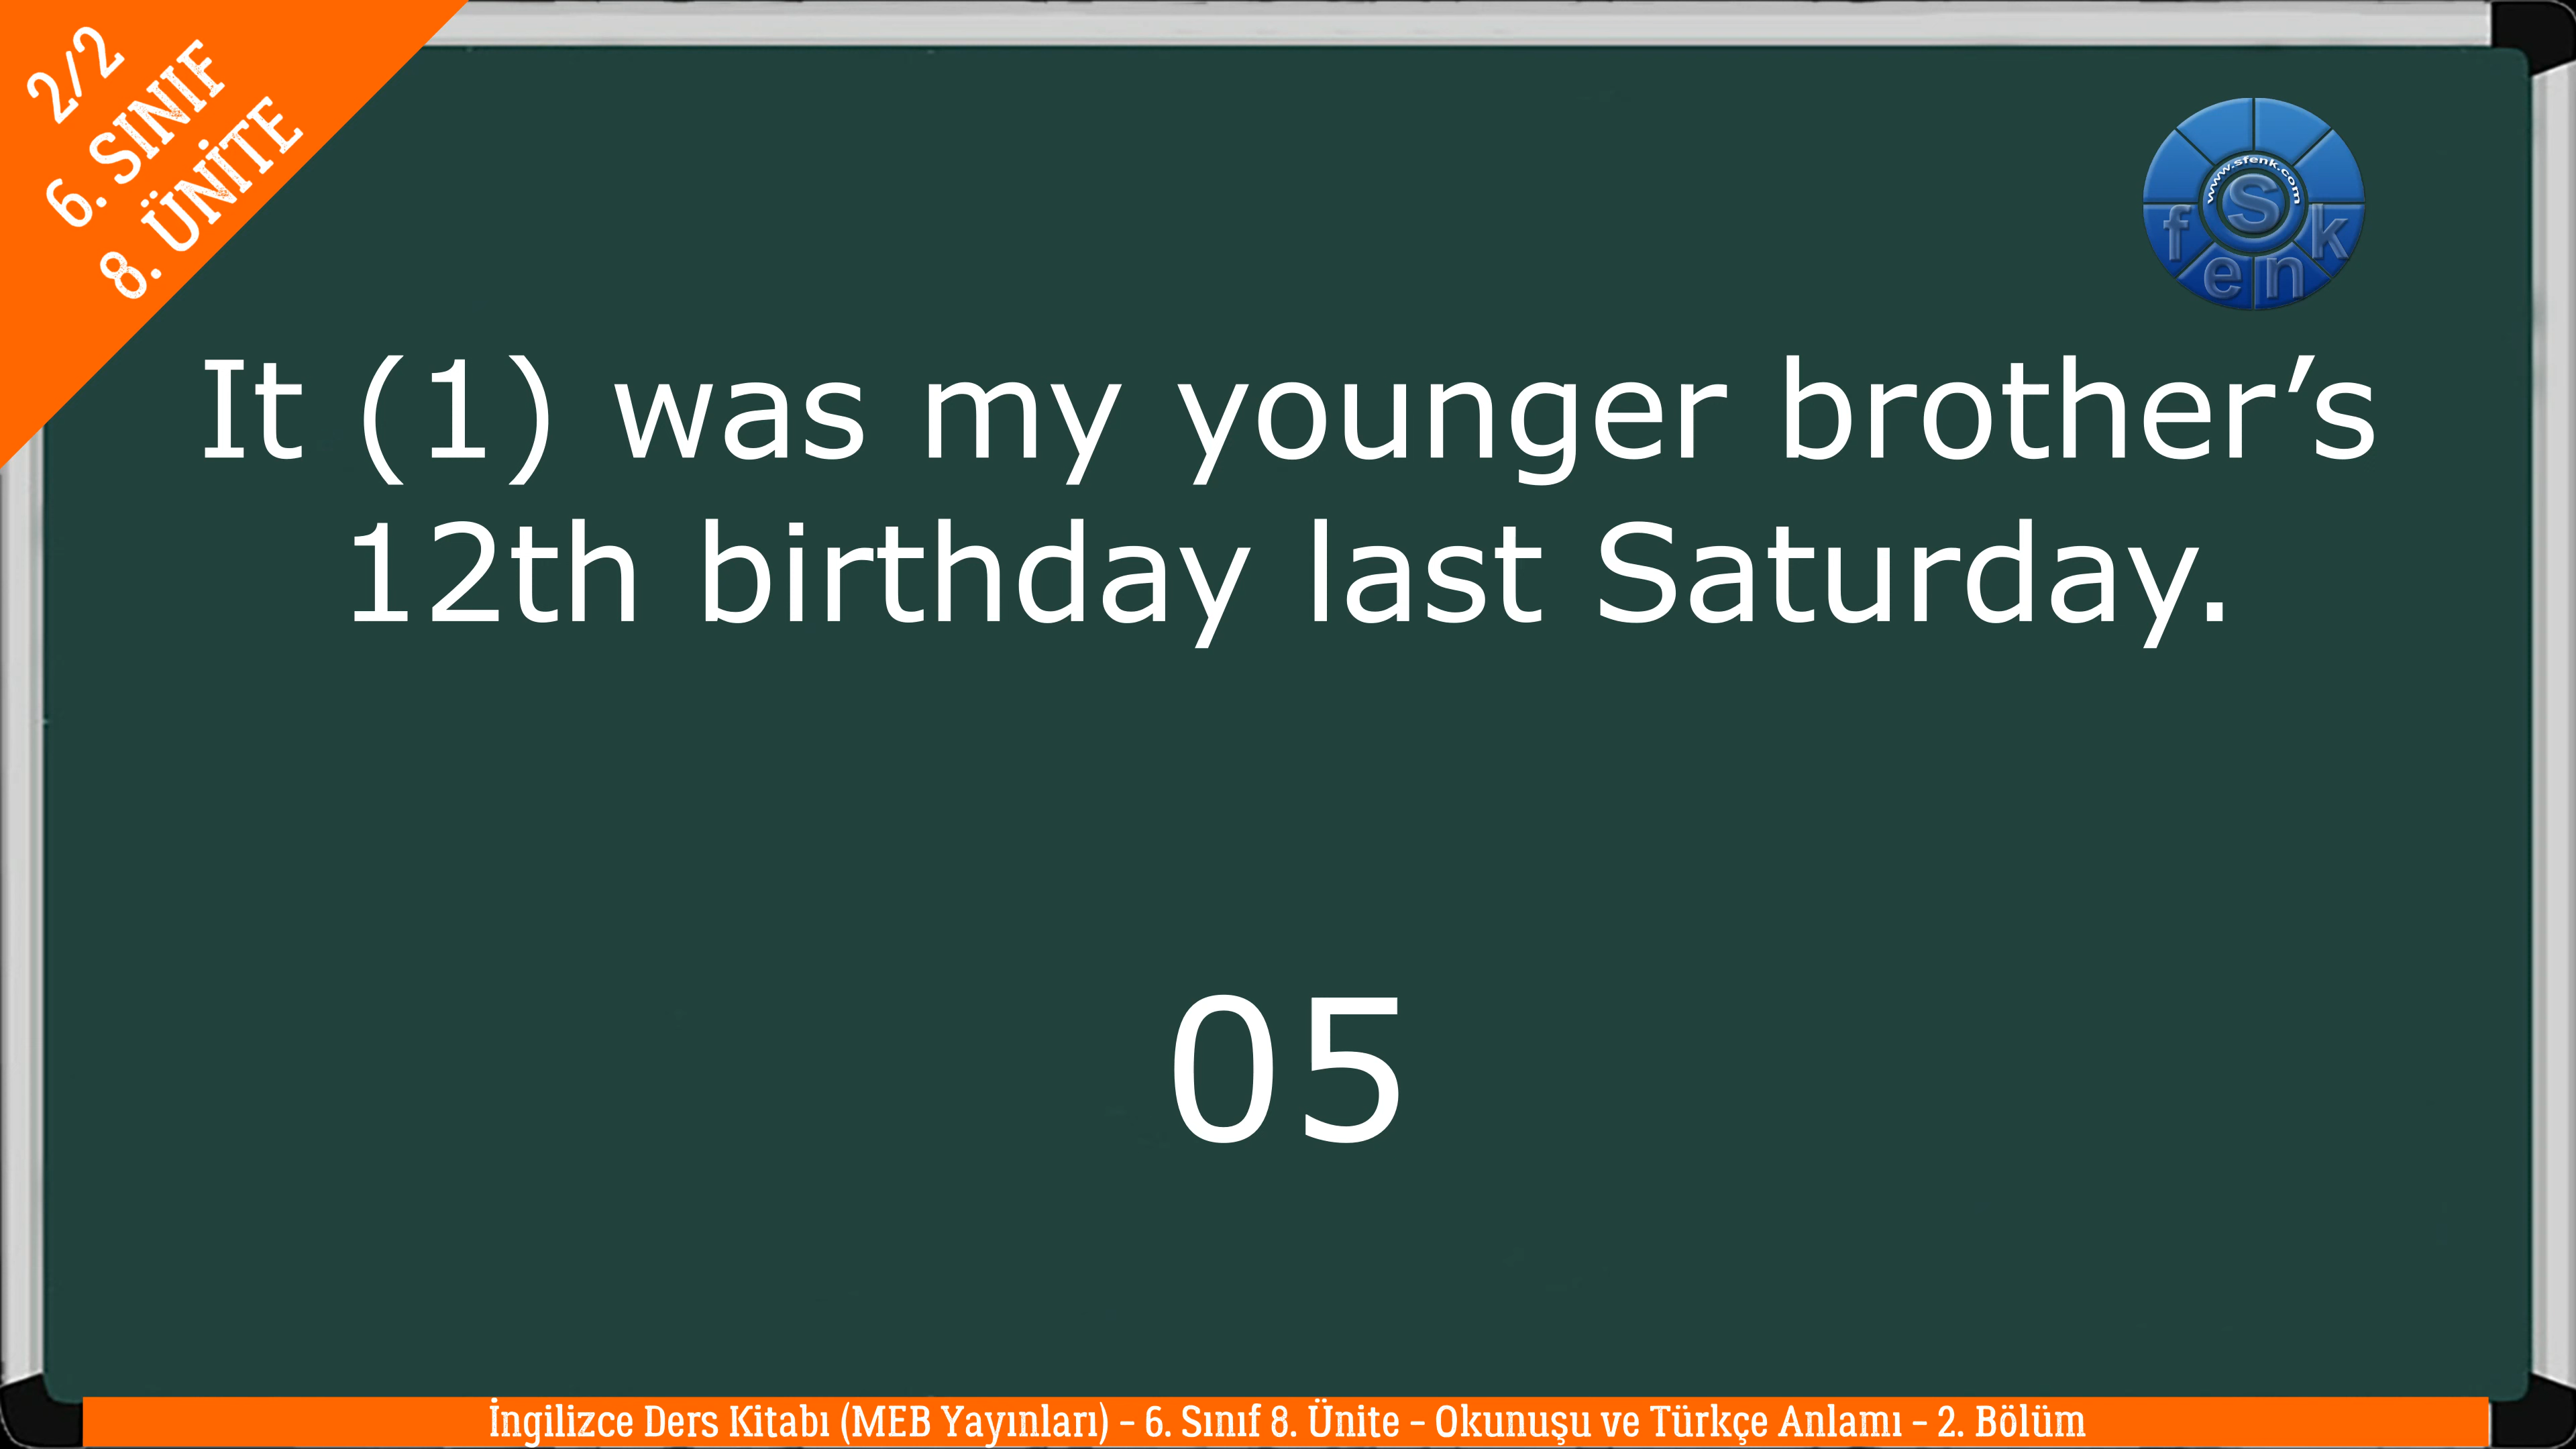 2/2
6. SINIF
8. ÜNİTE
www.sfenk.com
S
f e n k
It (1) was my younger brother’s
12th birthday last Saturday.
05
İngilizce Ders Kitabı (MEB Yayınları) – 6. Sınıf 8. Ünite – Okunuşu ve Türkçe Anlamı – 2. Bölüm